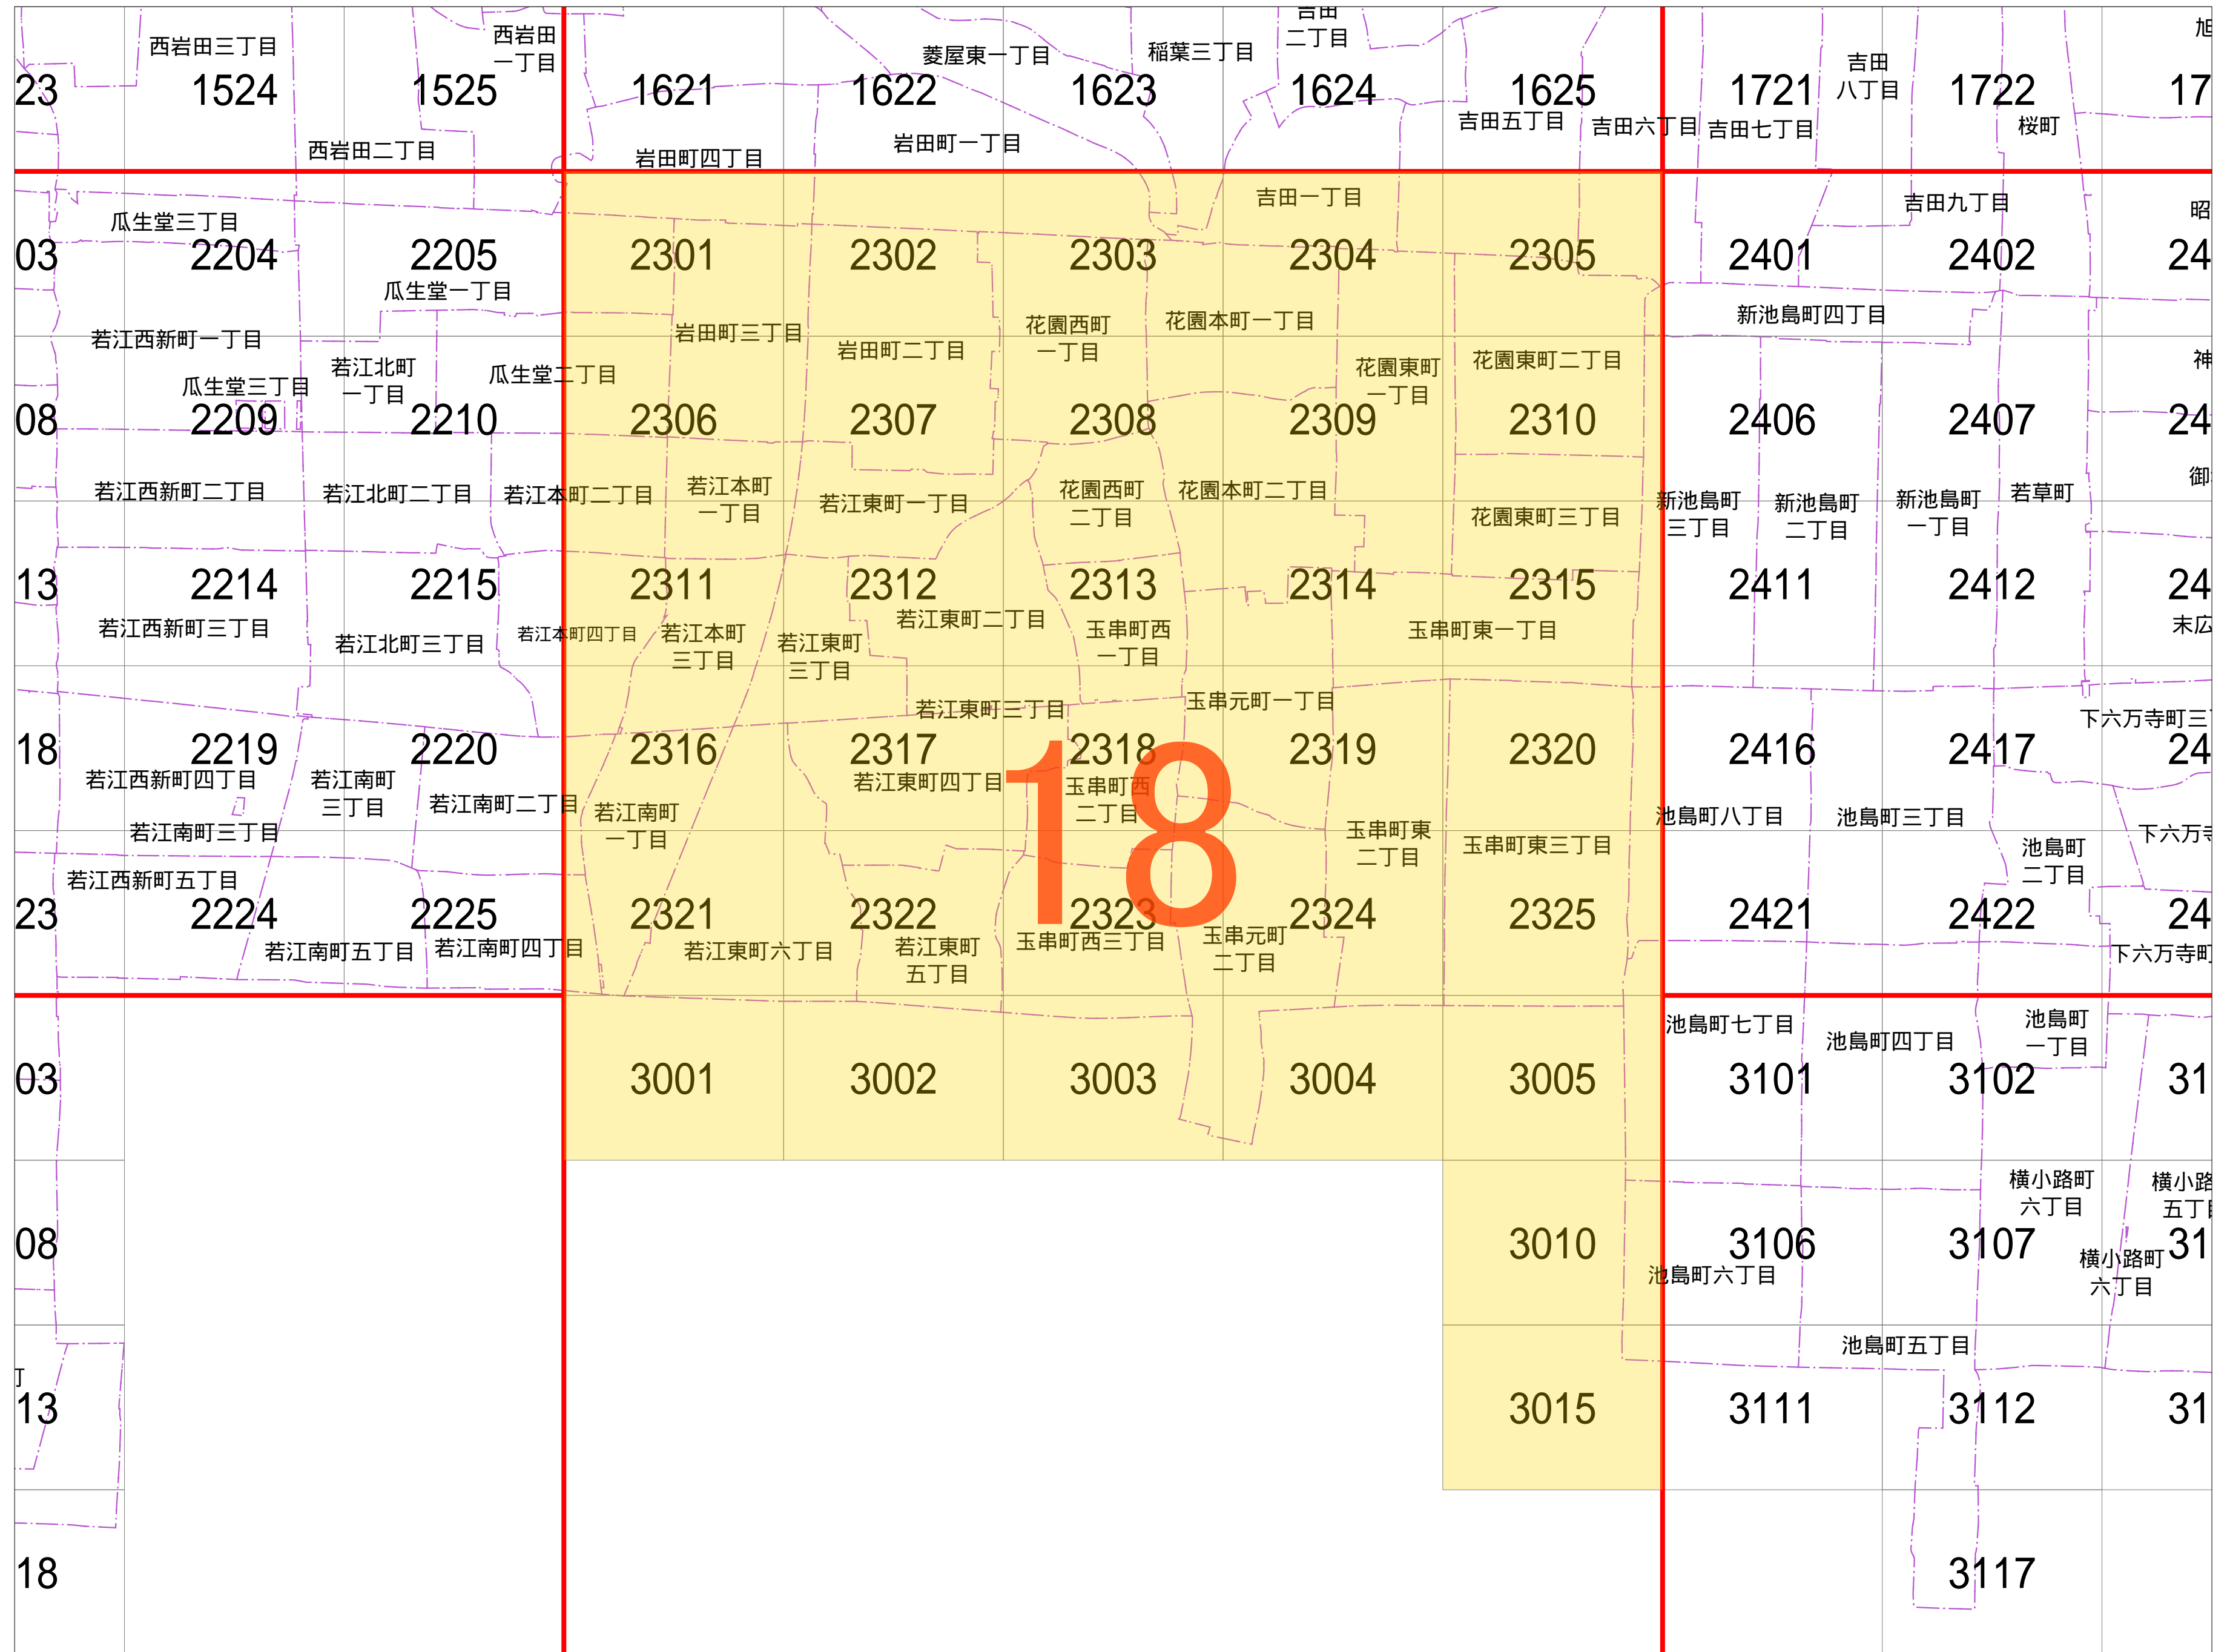 西岩田三丁目
西岩田
一丁目
菱屋東一丁目
稲葉三丁目
吉田
二丁目
吉田
八丁目
旭
23
1524
1525
1621
1622
1623
1624
1625
1721
1722
17
西岩田二丁目
岩田町四丁目
岩田町一丁目
吉田五丁目
吉田六丁目
吉田七丁目
桜町
瓜生堂三丁目
吉田一丁目
吉田九丁目
昭
03
2204
2205
2301
2302
2303
2304
2305
2401
2402
24
瓜生堂一丁目
若江西新町一丁目
岩田町三丁目
岩田町二丁目
花園西町
一丁目
花園本町一丁目
新池島町四丁目
瓜生堂三丁目
若江北町
一丁目
瓜生堂二丁目
花園東町
一丁目
花園東町二丁目
神
08
2209
2210
2306
2307
2308
2309
2310
2406
2407
24
若江西新町二丁目
若江北町二丁目
若江本町二丁目
若江本町
一丁目
若江東町一丁目
花園西町
二丁目
花園本町二丁目
花園東町三丁目
新池島町
三丁目
新池島町
二丁目
新池島町
一丁目
若草町
御
13
2214
2215
2311
2312
2313
2314
2315
2411
2412
24
若江西新町三丁目
若江北町三丁目
若江本町四丁目
若江本町
三丁目
若江東町
三丁目
若江東町二丁目
玉串町西
一丁目
玉串町東一丁目
末広
若江東町三丁目
玉串元町一丁目
下六万寺町三
18
2219
2220
2316
2317
2318
2319
2320
2416
2417
24
18
若江西新町四丁目
若江南町
三丁目
若江南町二丁目
若江南町
一丁目
若江東町四丁目
玉串町西
二丁目
玉串町東
二丁目
玉串町東三丁目
池島町八丁目
池島町三丁目
若江南町三丁目
池島町
二丁目
下六万寺
若江西新町五丁目
23
2224
2225
2321
2322
2323
2324
2325
2421
2422
24
若江南町五丁目
若江南町四丁目
若江東町六丁目
若江東町
五丁目
玉串町西三丁目
玉串元町
二丁目
下六万寺町
池島町七丁目
池島町四丁目
池島町
一丁目
03
3001
3002
3003
3004
3005
3101
3102
31
横小路町
六丁目
横小路
五丁目
08
3010
3106
3107
31
池島町六丁目
横小路町
六丁目
池島町五丁目
13
3015
3111
3112
31
18
3117